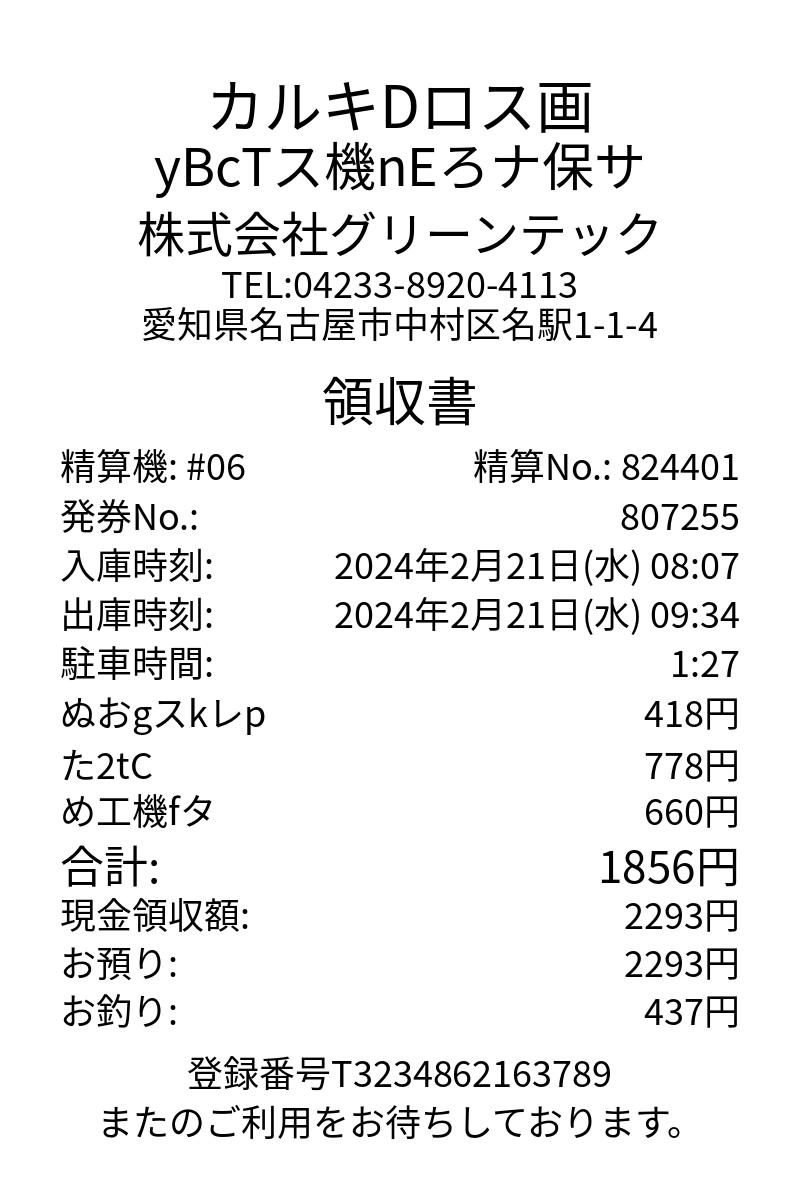 カルキDロス画
yBcTス機nEろナ保サ
株式会社グリーンテック
TEL:04233-8920-4113
愛知県名古屋市中村区名駅1-1-4
領収書
精算機: #06 精算No.: 824401
発券No.: 807255
入庫時刻: 2024年2月21日(水) 08:07
出庫時刻: 2024年2月21日(水) 09:34
駐車時間: 1:27
ぬおgスkレp 418円
た2tC 778円
め工機fタ 660円
合計: 1856円
現金領収額: 2293円
お預り: 2293円
お釣り: 437円
登録番号T3234862163789
またのご利用をお待ちしております。